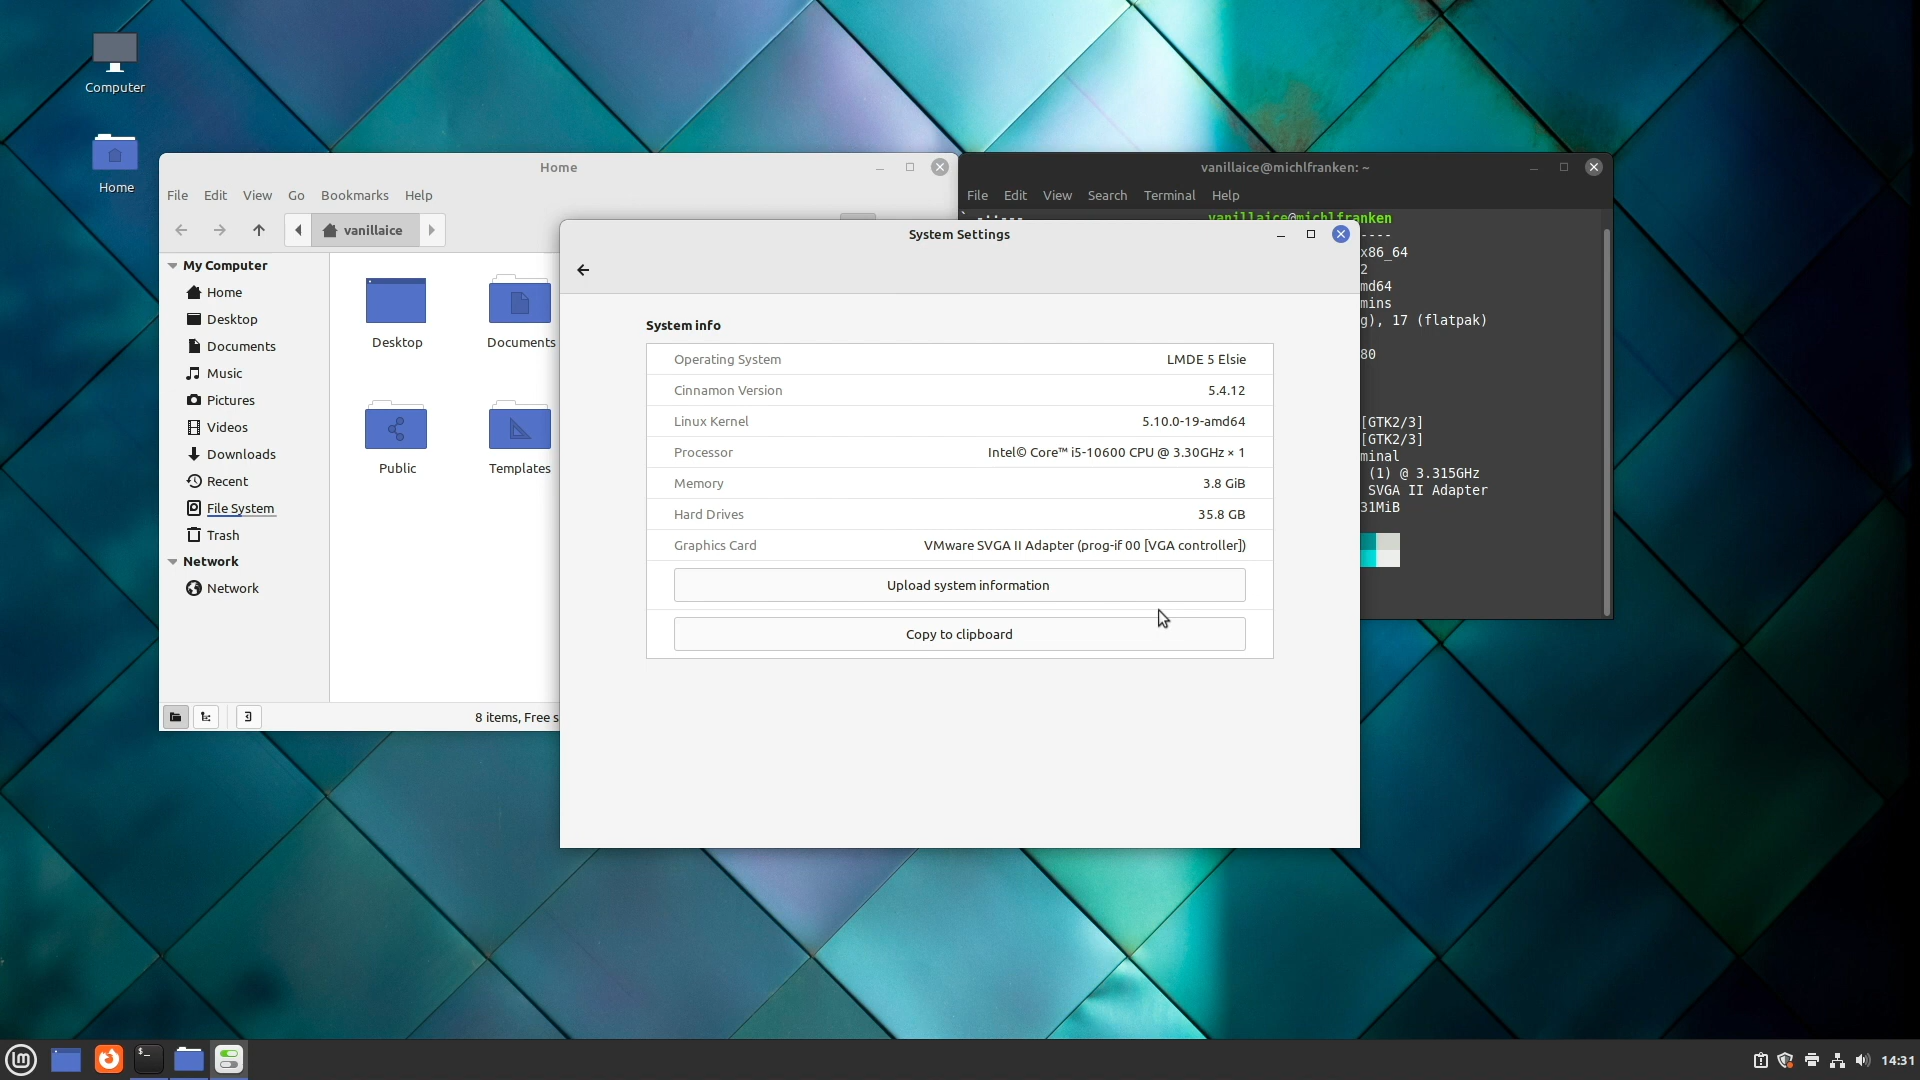 Computer
Home
Home
File Edit View Go Bookmarks Help
vanillaice
My Computer
Home
Desktop
Documents
Music
Pictures
Videos
Downloads
Recent
File System
Trash
Network
Network
Desktop
Documents
Public
Templates
8 items, Free s
vanillaice@michlfranken: ~
File Edit View Search Terminal Help
vanillaice@michlfranken
----
x86_64
2
md64
mins
g), 17 (flatpak)
80
[GTK2/3]
[GTK2/3]
minal
(1) @ 3.315GHz
SVGA II Adapter
31MiB
System Settings
System info
Operating System LMDE 5 Elsie
Cinnamon Version 5.4.12
Linux Kernel 5.10.0-19-amd64
Processor Intel© Core™ i5-10600 CPU @ 3.30GHz × 1
Memory 3.8 GiB
Hard Drives 35.8 GB
Graphics Card VMware SVGA II Adapter (prog-if 00 [VGA controller])
Upload system information
Copy to clipboard
14:31